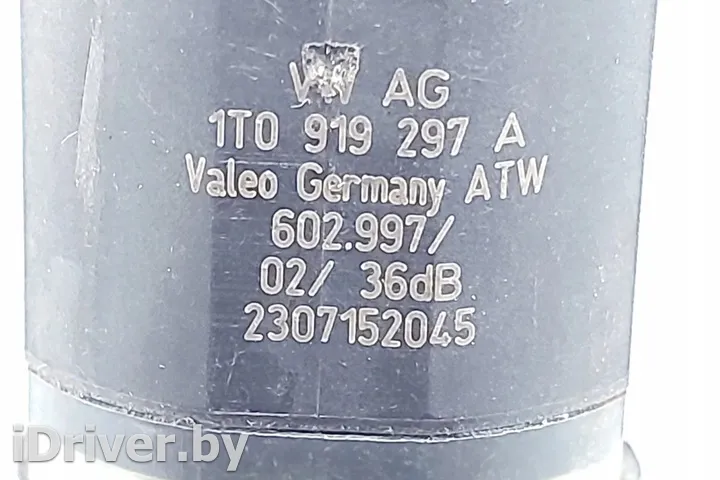 VW AG
1T0 919 297 A
Valeo Germany ATW
602.997/
02/ 36dB
2307152045
iDriver.by